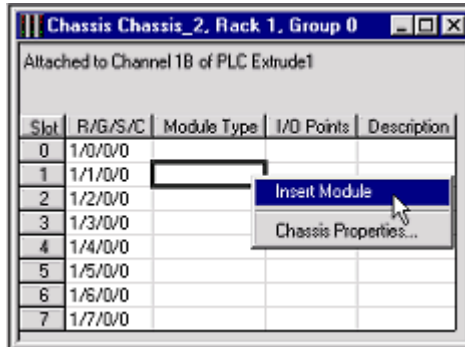 Chassis Chassis_2, Rack 1, Group 0
Attached to Channel 1B of PLC Extrude1
Slot R/G/S/C Module Type I/O Points Description
0 1/0/0/0
1 1/1/0/0
Insert Module
2 1/2/0/0
3 1/3/0/0
Chassis Properties...
4 1/4/0/0
5 1/5/0/0
6 1/6/0/0
7 1/7/0/0